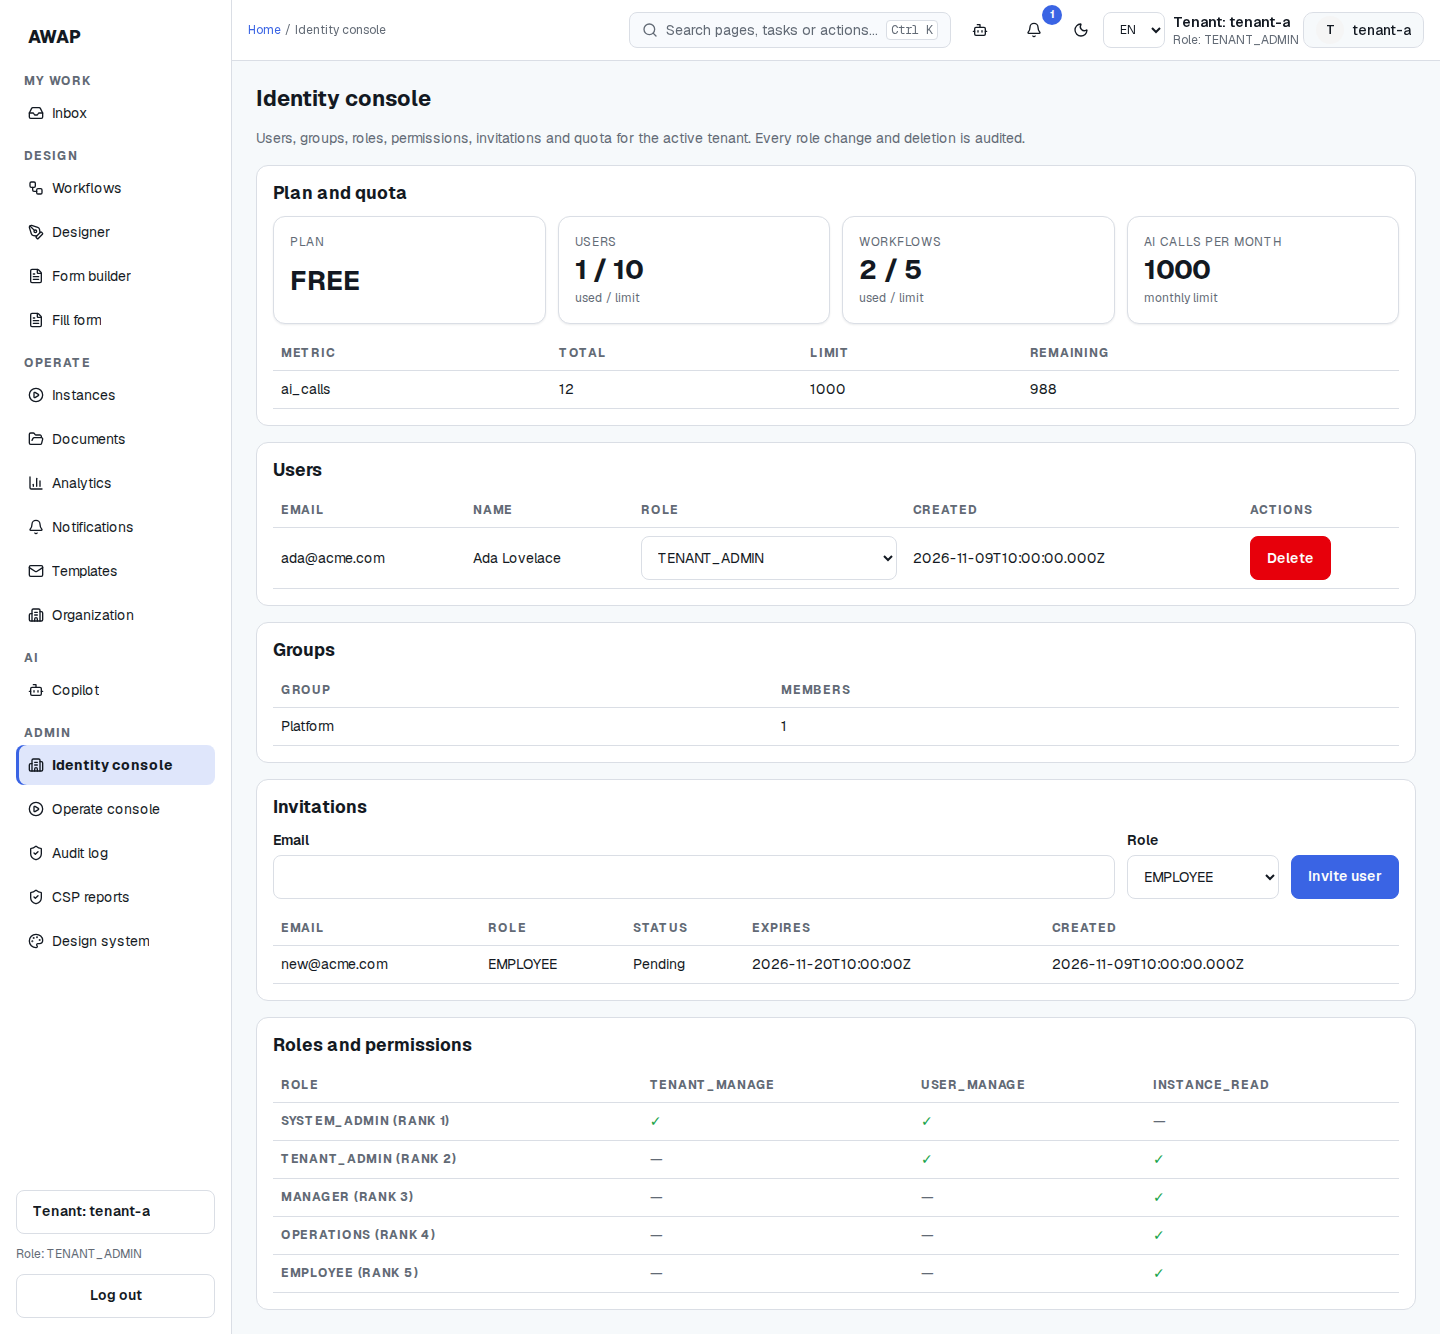 AWAP
MY WORK
Inbox
DESIGN
Workflows
Designer
Form builder
Fill form
OPERATE
Instances
Documents
Analytics
Notifications
Templates
Organization
AI
Copilot
ADMIN
Identity console
Operate console
Audit log
CSP reports
Design system
Tenant: tenant-a
Role: TENANT_ADMIN
Log out
Home / Identity console
Search pages, tasks or actions... Ctrl K
1
EN
Tenant: tenant-a
Role: TENANT_ADMIN
T tenant-a
Identity console
Users, groups, roles, permissions, invitations and quota for the active tenant. Every role change and deletion is audited.
Plan and quota
PLAN
FREE
USERS
1 / 10
used / limit
WORKFLOWS
2 / 5
used / limit
AI CALLS PER MONTH
1000
monthly limit
METRIC TOTAL LIMIT REMAINING
ai_calls 12 1000 988
Users
EMAIL NAME ROLE CREATED ACTIONS
ada@acme.com Ada Lovelace TENANT_ADMIN 2026-11-09T10:00:00.000Z Delete
Groups
GROUP MEMBERS
Platform 1
Invitations
Email Role
EMPLOYEE Invite user
EMAIL ROLE STATUS EXPIRES CREATED
new@acme.com EMPLOYEE Pending 2026-11-20T10:00:00Z 2026-11-09T10:00:00.000Z
Roles and permissions
ROLE TENANT_MANAGE USER_MANAGE INSTANCE_READ
SYSTEM_ADMIN (RANK 1) ✓ ✓ —
TENANT_ADMIN (RANK 2) — ✓ ✓
MANAGER (RANK 3) — — ✓
OPERATIONS (RANK 4) — — ✓
EMPLOYEE (RANK 5) — — ✓